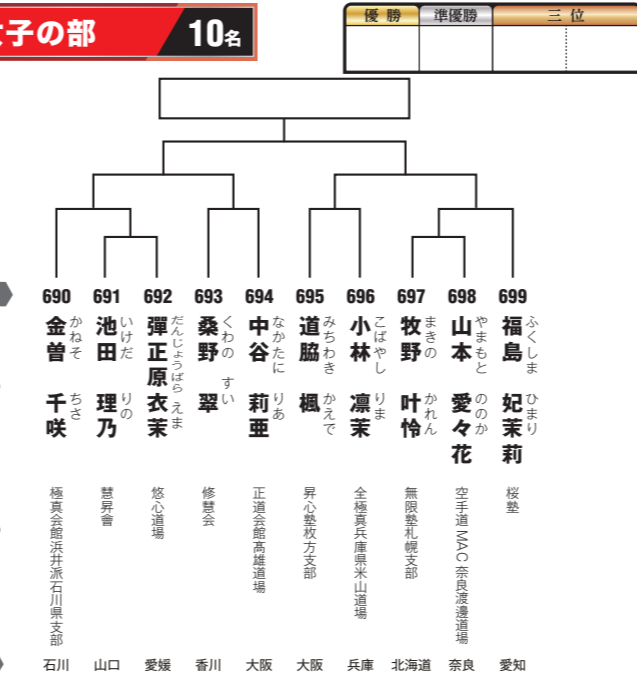 女子の部 10名
優勝 準優勝 三位
690 691 692 693 694 695 696 697 698 699
金曽 千咲 かねそ ちさ
池田 理乃 いけだ りの
彈正原 衣茉 だんじょうばら えま
桑野 翠 くわの すい
中谷 莉亜 なかたに りあ
道脇 楓 みちわき かえで
小林 凛茉 こばやし りま
牧野 叶怜 まきの かれん
山本 愛々花 やまもと ののか
福島 妃茉莉 ふくしま ひまり
極真会館浜井派石川県支部
慧昇會
悠心道場
修慧会
正道会館高雄道場
昇心塾枚方支部
全極真兵庫県米山道場
無限塾札幌支部
空手道MAC奈良渡邊道場
桜塾
石川 山口 愛媛 香川 大阪 大阪 兵庫 北海道 奈良 愛知